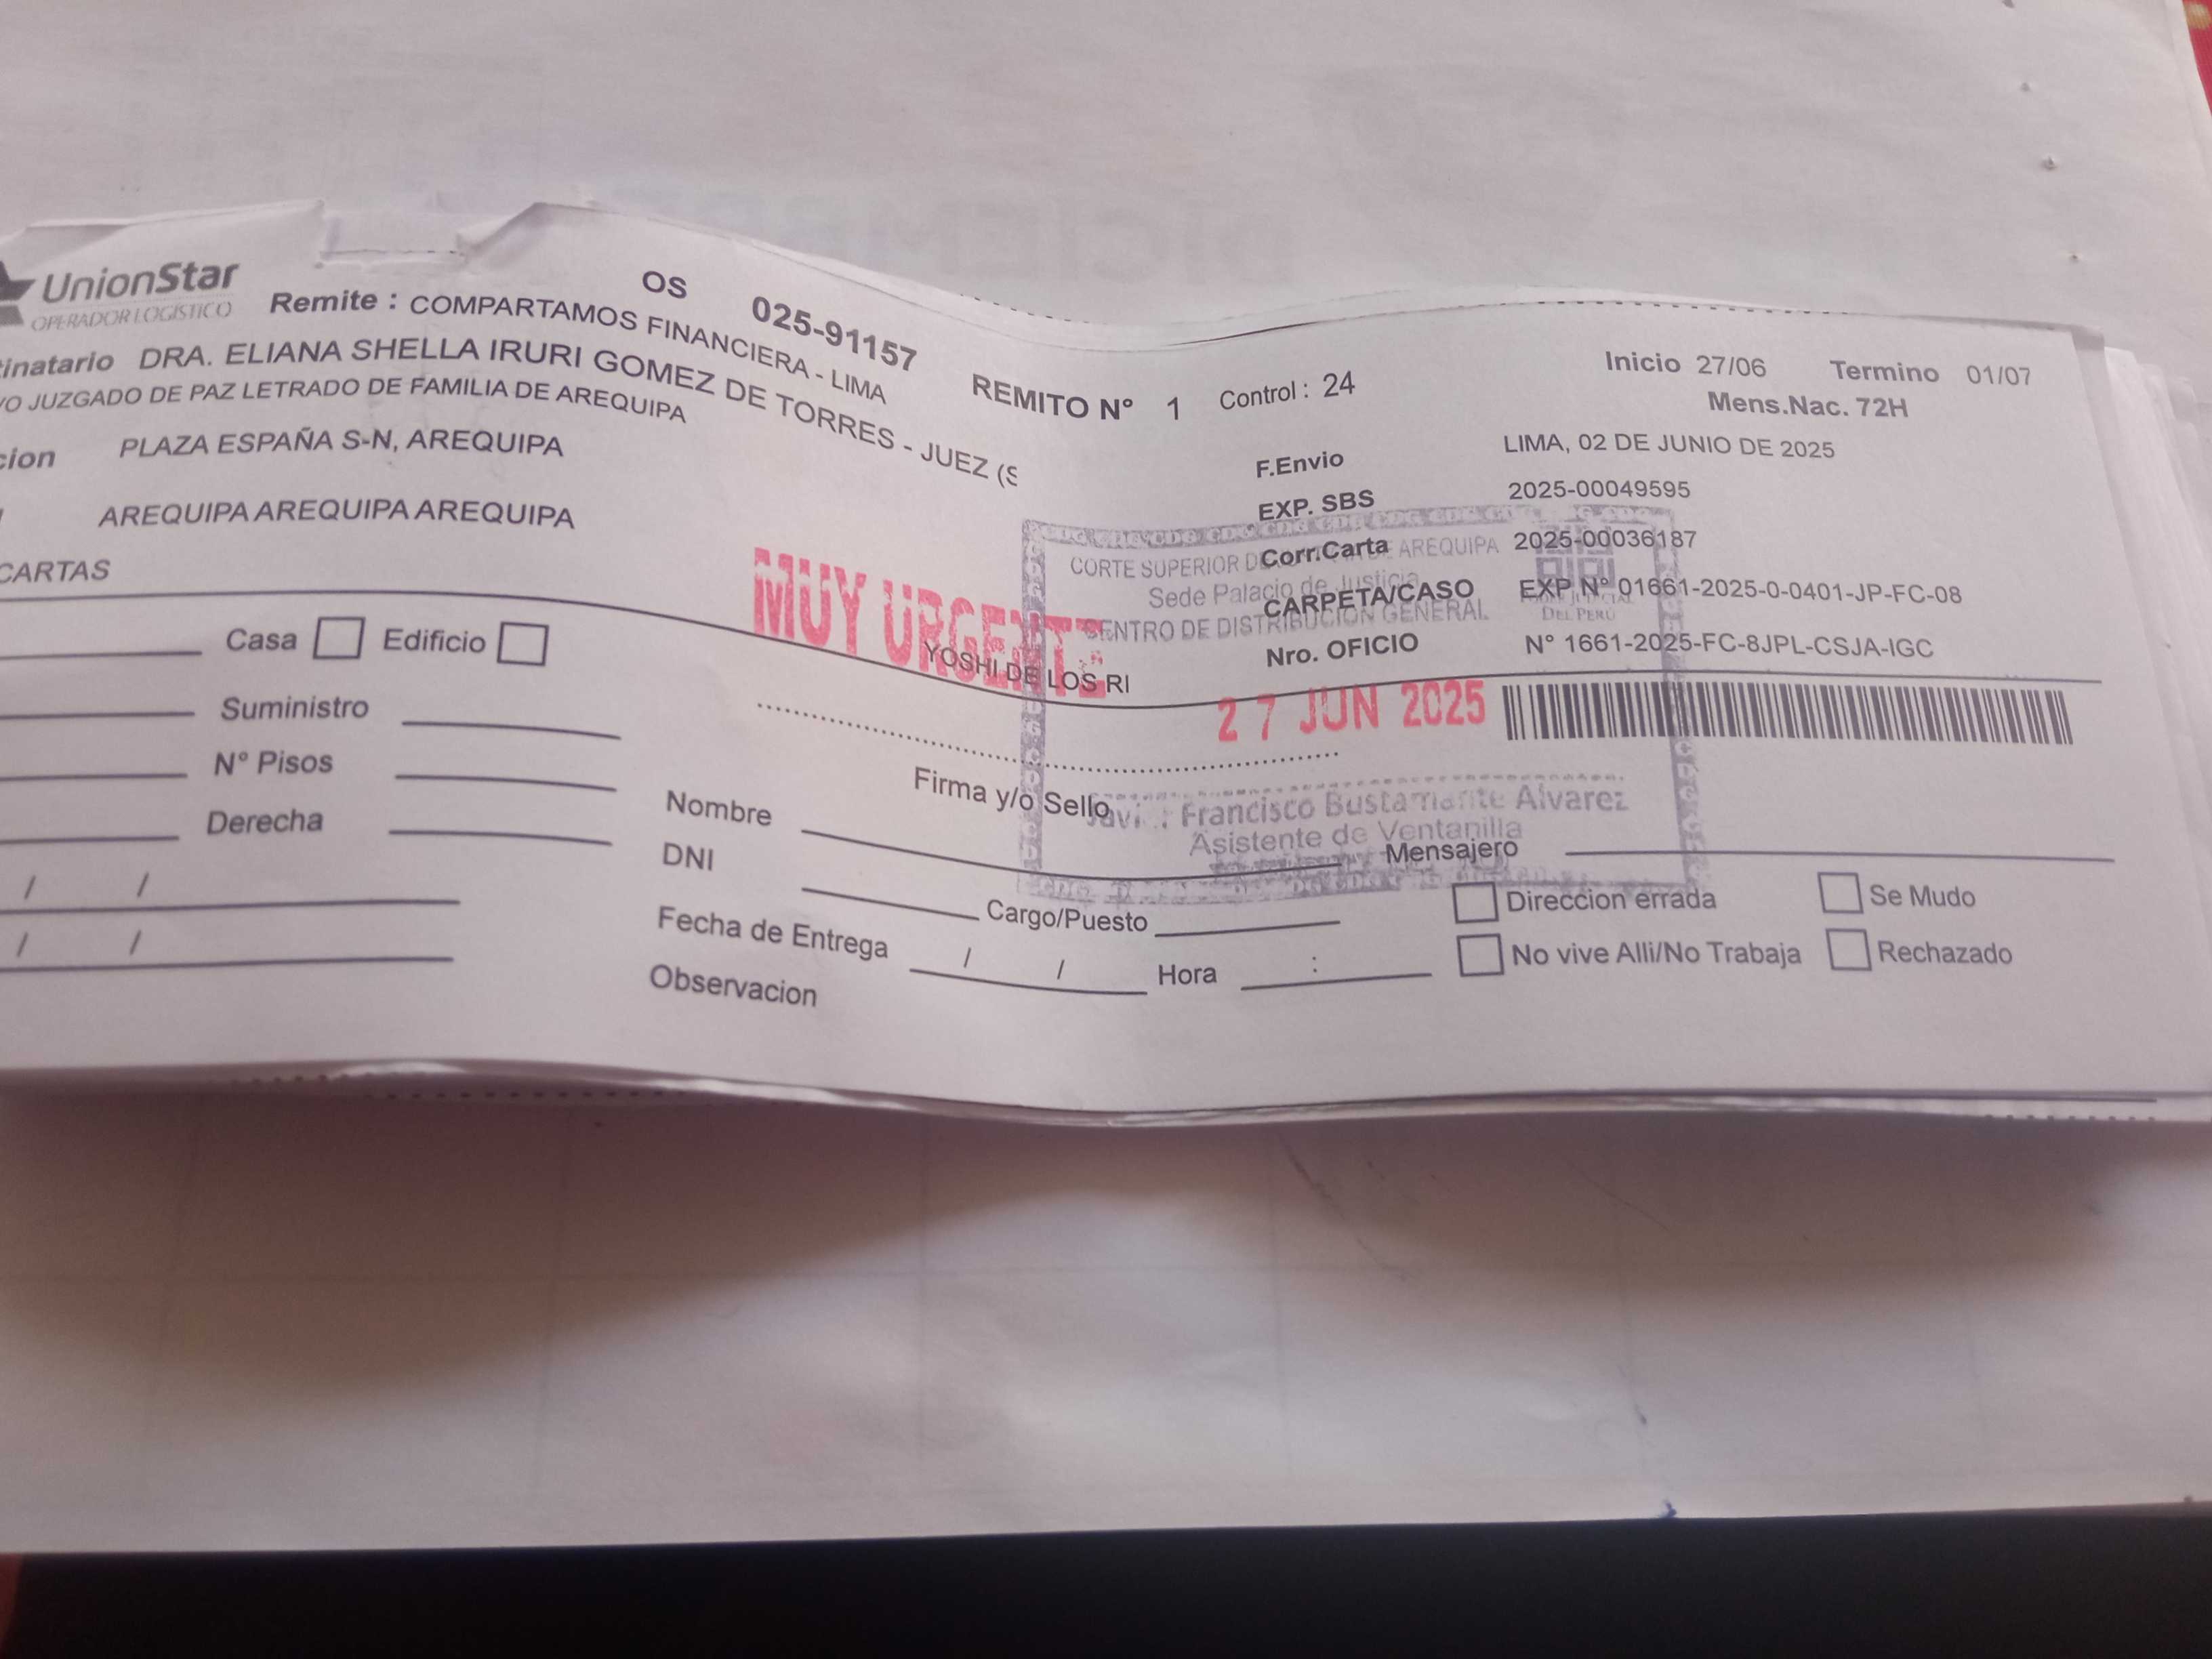 UnionStar
OPERADOR LOGISTICO
OS 025-91157
Remite : COMPARTAMOS FINANCIERA - LIMA
REMITO N° 1 Control : 24
Inicio 27/06 Termino 01/07
Mens.Nac. 72H
inatario DRA. ELIANA SHELLA IRURI GOMEZ DE TORRES - JUEZ (S
VO JUZGADO DE PAZ LETRADO DE FAMILIA DE AREQUIPA
cion PLAZA ESPAÑA S-N, AREQUIPA
AREQUIPA AREQUIPA AREQUIPA
CARTAS
F.Envio LIMA, 02 DE JUNIO DE 2025
EXP. SBS 2025-00049595
Corr.Carta 2025-00036187
CARPETA/CASO EXP N° 01661-2025-0-0401-JP-FC-08
Nro. OFICIO N° 1661-2025-FC-8JPL-CSJA-IGC
MUY URGENTE
YOSHI DE LOS RI
CORTE SUPERIOR DE AREQUIPA
Sede Palacio de Justicia
CENTRO DE DISTRIBUCION GENERAL
DEL PERÚ
27 JUN 2025
Francisco Bustamante Alvarez
Asistente de Ventanilla
Casa Edificio
Suministro
N° Pisos
Derecha
/ /
/ /
Firma y/o Sello
Nombre
DNI
Cargo/Puesto
Fecha de Entrega / / Hora :
Observacion
Mensajero
Direccion errada Se Mudo
No vive Alli/No Trabaja Rechazado